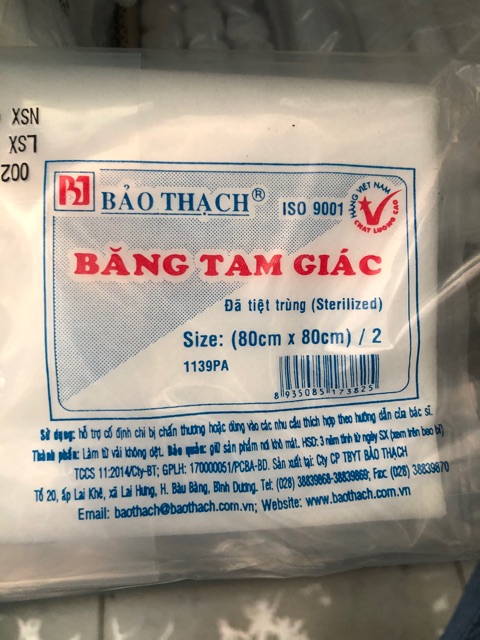 NSX
LSX
002
BẢO THẠCH®
ISO 9001
HÀNG VIỆT NAM
CHẤT LƯỢNG CAO
BĂNG TAM GIÁC
Đã tiệt trùng (Sterilized)
Size: (80cm x 80cm) / 2
1139PA
8 935085 173825
Sử dụng: hỗ trợ cố định chi bị chấn thương hoặc dùng vào các nhu cầu thích hợp theo hướng dẫn của bác sĩ.
Thành phần: Làm từ vải không dệt. Bảo quản: giữ sản phẩm nơi khô mát. HSD: 3 năm tính từ ngày SX (xem trên bao bì)
TCCS 11:2014/Cty-BT; GPLH: 170000051/PCBA-BD. Sản xuất tại: Cty CP TBYT BẢO THẠCH
Tổ 20, ấp Lai Khê, xã Lai Hưng, H. Bàu Bàng, Bình Dương. Tel: (028) 38839868-38839869; Fax: (028) 38839870
Email: baothach@baothach.com.vn; Website: www.baothach.com.vn